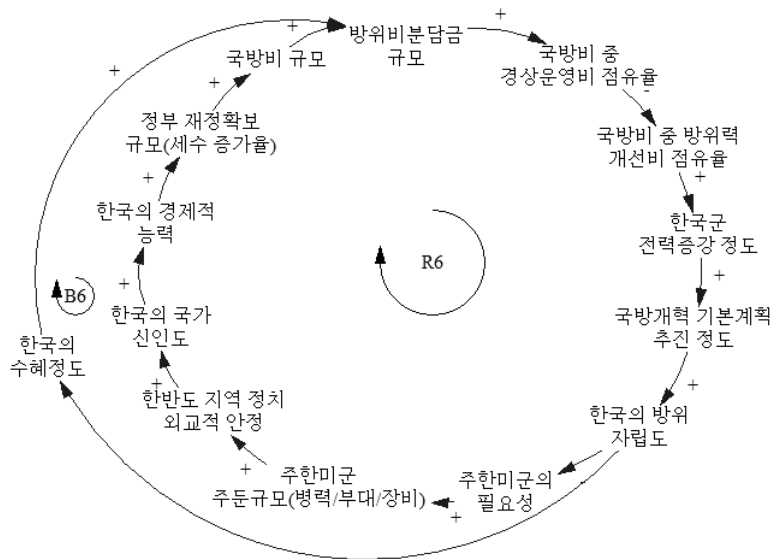 방위비분담금
규모
+
국방비 중
경상운영비 점유율
-
국방비 중 방위력
개선비 점유율
+
한국군
전력증강 정도
+
국방개혁 기본계획
추진 정도
+
한국의 방위
자립도
-
주한미군의
필요성
+
주한미군
주둔규모(병력/부대/장비)
+
한반도 지역 정치
외교적 안정
+
한국의 국가
신인도
+
한국의 경제적
능력
+
정부 재정확보
규모(세수 증가율)
+
국방비 규모
+
한국의
수혜정도
-
+
R6
B6